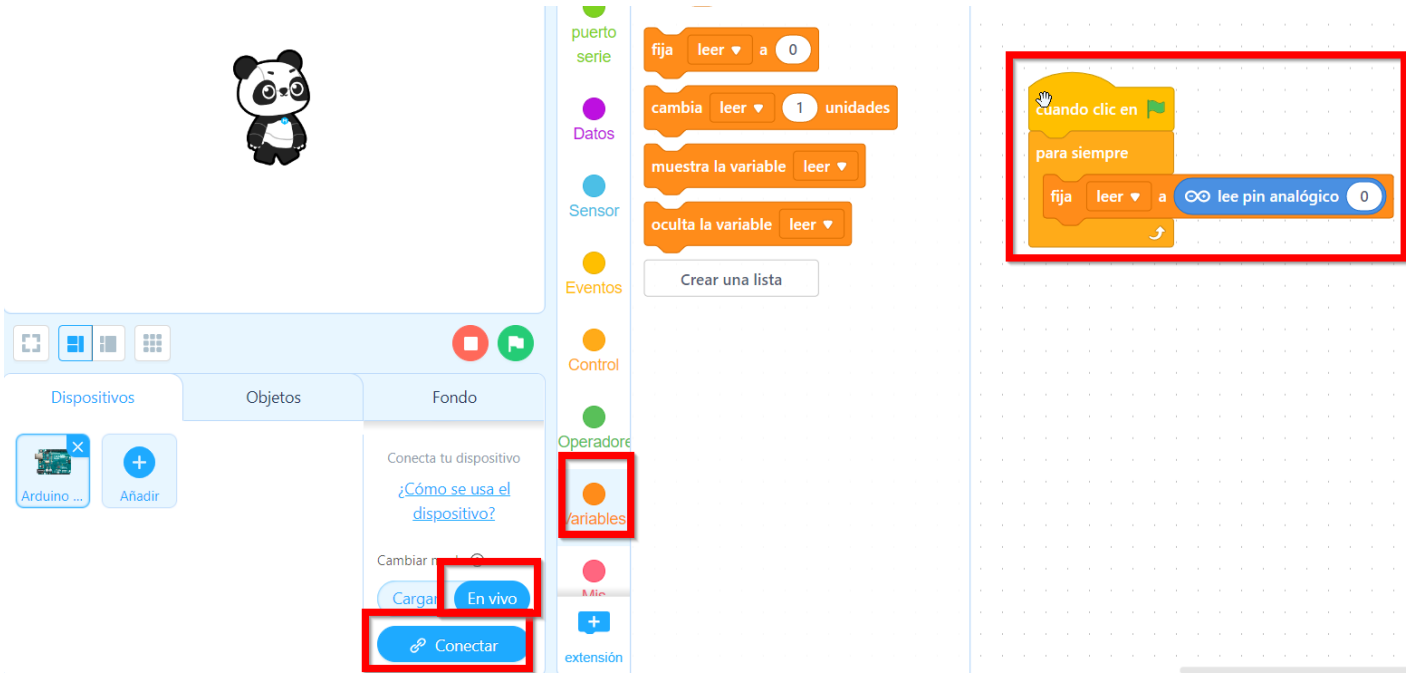 Dispositivos
Objetos
Fondo
Arduino ...
Añadir
Conecta tu dispositivo
¿Cómo se usa el
dispositivo?
Cambiar
Cargar
En vivo
Conectar
puerto
serie
Datos
Sensor
Eventos
Control
Operadore
Variables
Mis
extensión
fija leer a 0
cambia leer 1 unidades
muestra la variable leer
oculta la variable leer
Crear una lista
cuando clic en
para siempre
fija leer a lee pin analógico 0